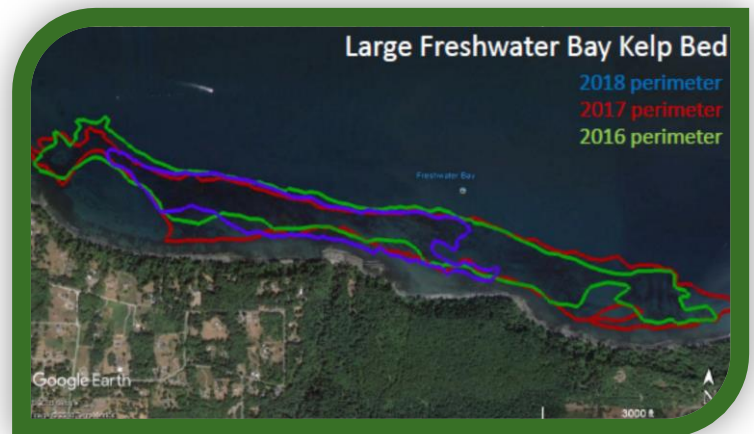 Large Freshwater Bay Kelp Bed
2018 perimeter
2017 perimeter
2016 perimeter
Freshwater Bay
Google Earth
N
3000 ft